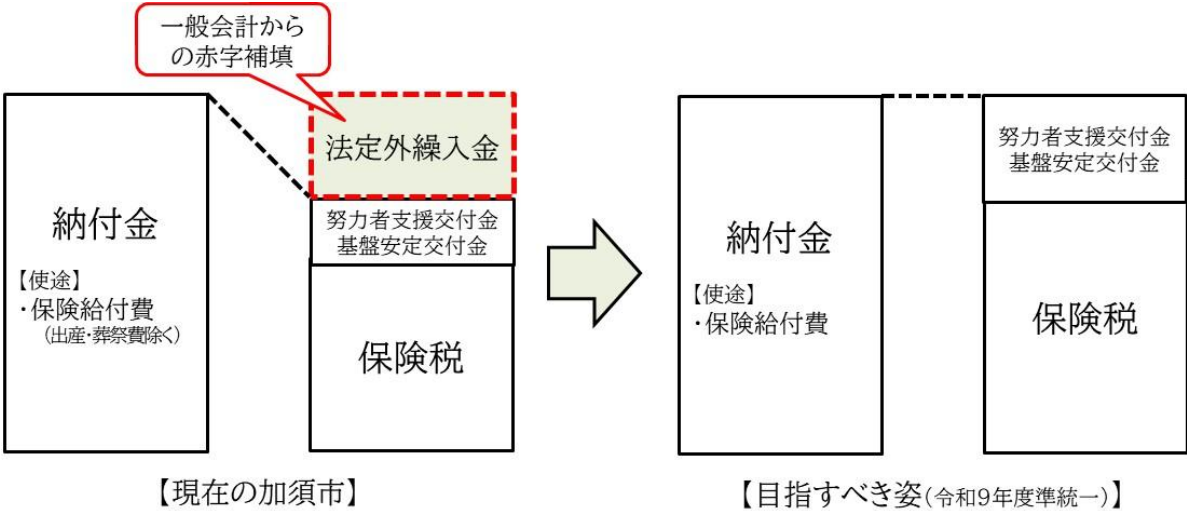 一般会計から
の赤字補填
納付金
【使途】
・保険給付費
(出産・葬祭費除く)
法定外繰入金
努力者支援交付金
基盤安定交付金
保険税
【現在の加須市】
納付金
【使途】
・保険給付費
努力者支援交付金
基盤安定交付金
保険税
【目指すべき姿(令和9年度準統一)】